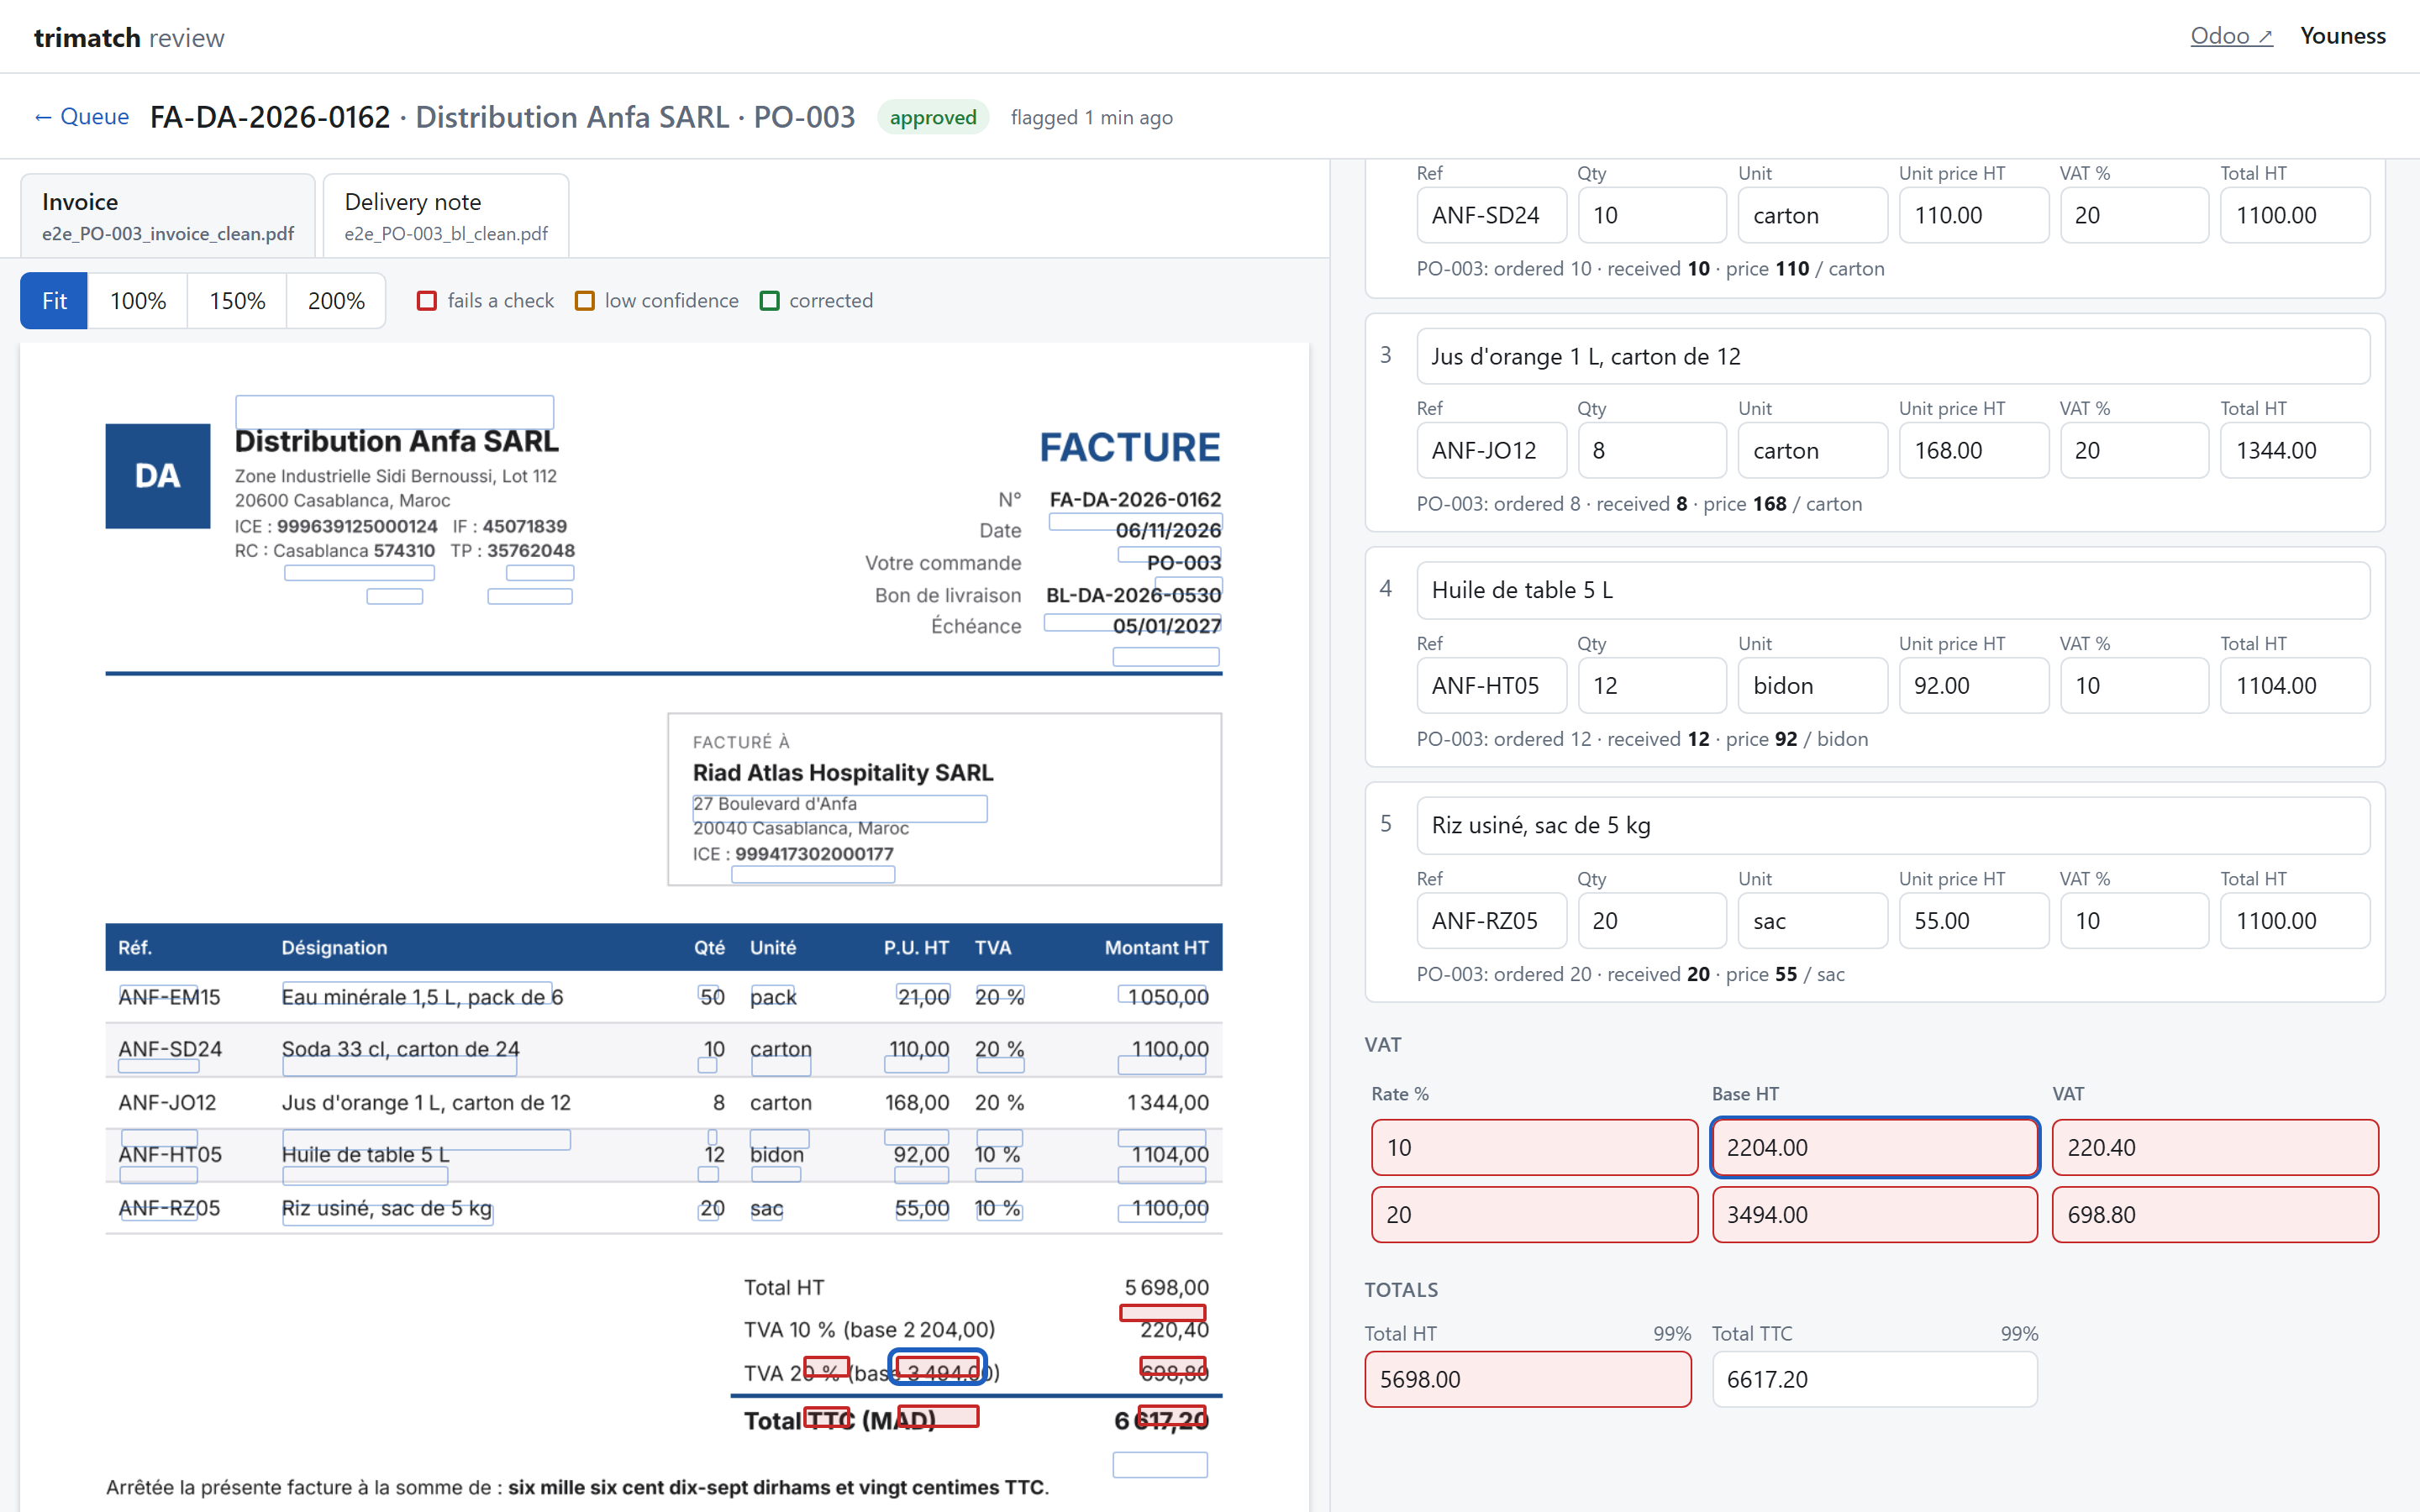 trimatch review
Odoo ↗
Youness
← Queue
FA-DA-2026-0162 · Distribution Anfa SARL · PO-003
approved
flagged 1 min ago
Invoice
e2e_PO-003_invoice_clean.pdf
Delivery note
e2e_PO-003_bl_clean.pdf
Fit
100%
150%
200%
fails a check
low confidence
corrected
DA
Distribution Anfa SARL
Zone Industrielle Sidi Bernoussi, Lot 112
20600 Casablanca, Maroc
ICE : 999639125000124 IF : 45071839
RC : Casablanca 574310 TP : 35762048
FACTURE
N° FA-DA-2026-0162
Date 06/11/2026
Votre commande PO-003
Bon de livraison BL-DA-2026-0530
Échéance 05/01/2027
FACTURÉ À
Riad Atlas Hospitality SARL
27 Boulevard d'Anfa
20040 Casablanca, Maroc
ICE : 999417302000177
Réf. Désignation Qté Unité P.U. HT TVA Montant HT
ANF-EM15 Eau minérale 1,5 L, pack de 6 50 pack 21,00 20 % 1 050,00
ANF-SD24 Soda 33 cl, carton de 24 10 carton 110,00 20 % 1 100,00
ANF-JO12 Jus d'orange 1 L, carton de 12 8 carton 168,00 20 % 1 344,00
ANF-HT05 Huile de table 5 L 12 bidon 92,00 10 % 1 104,00
ANF-RZ05 Riz usiné, sac de 5 kg 20 sac 55,00 10 % 1 100,00
Total HT 5 698,00
TVA 10 % (base 2 204,00) 220,40
TVA 20 % (base 3 494,00) 698,80
Total TTC (MAD) 6 617,20
Arrêtée la présente facture à la somme de : six mille six cent dix-sept dirhams et vingt centimes TTC.
Ref Qty Unit Unit price HT VAT % Total HT
ANF-SD24 10 carton 110.00 20 1100.00
PO-003: ordered 10 · received 10 · price 110 / carton
3 Jus d'orange 1 L, carton de 12
Ref Qty Unit Unit price HT VAT % Total HT
ANF-JO12 8 carton 168.00 20 1344.00
PO-003: ordered 8 · received 8 · price 168 / carton
4 Huile de table 5 L
Ref Qty Unit Unit price HT VAT % Total HT
ANF-HT05 12 bidon 92.00 10 1104.00
PO-003: ordered 12 · received 12 · price 92 / bidon
5 Riz usiné, sac de 5 kg
Ref Qty Unit Unit price HT VAT % Total HT
ANF-RZ05 20 sac 55.00 10 1100.00
PO-003: ordered 20 · received 20 · price 55 / sac
VAT
Rate % Base HT VAT
10 2204.00 220.40
20 3494.00 698.80
TOTALS
Total HT 99% Total TTC 99%
5698.00 6617.20